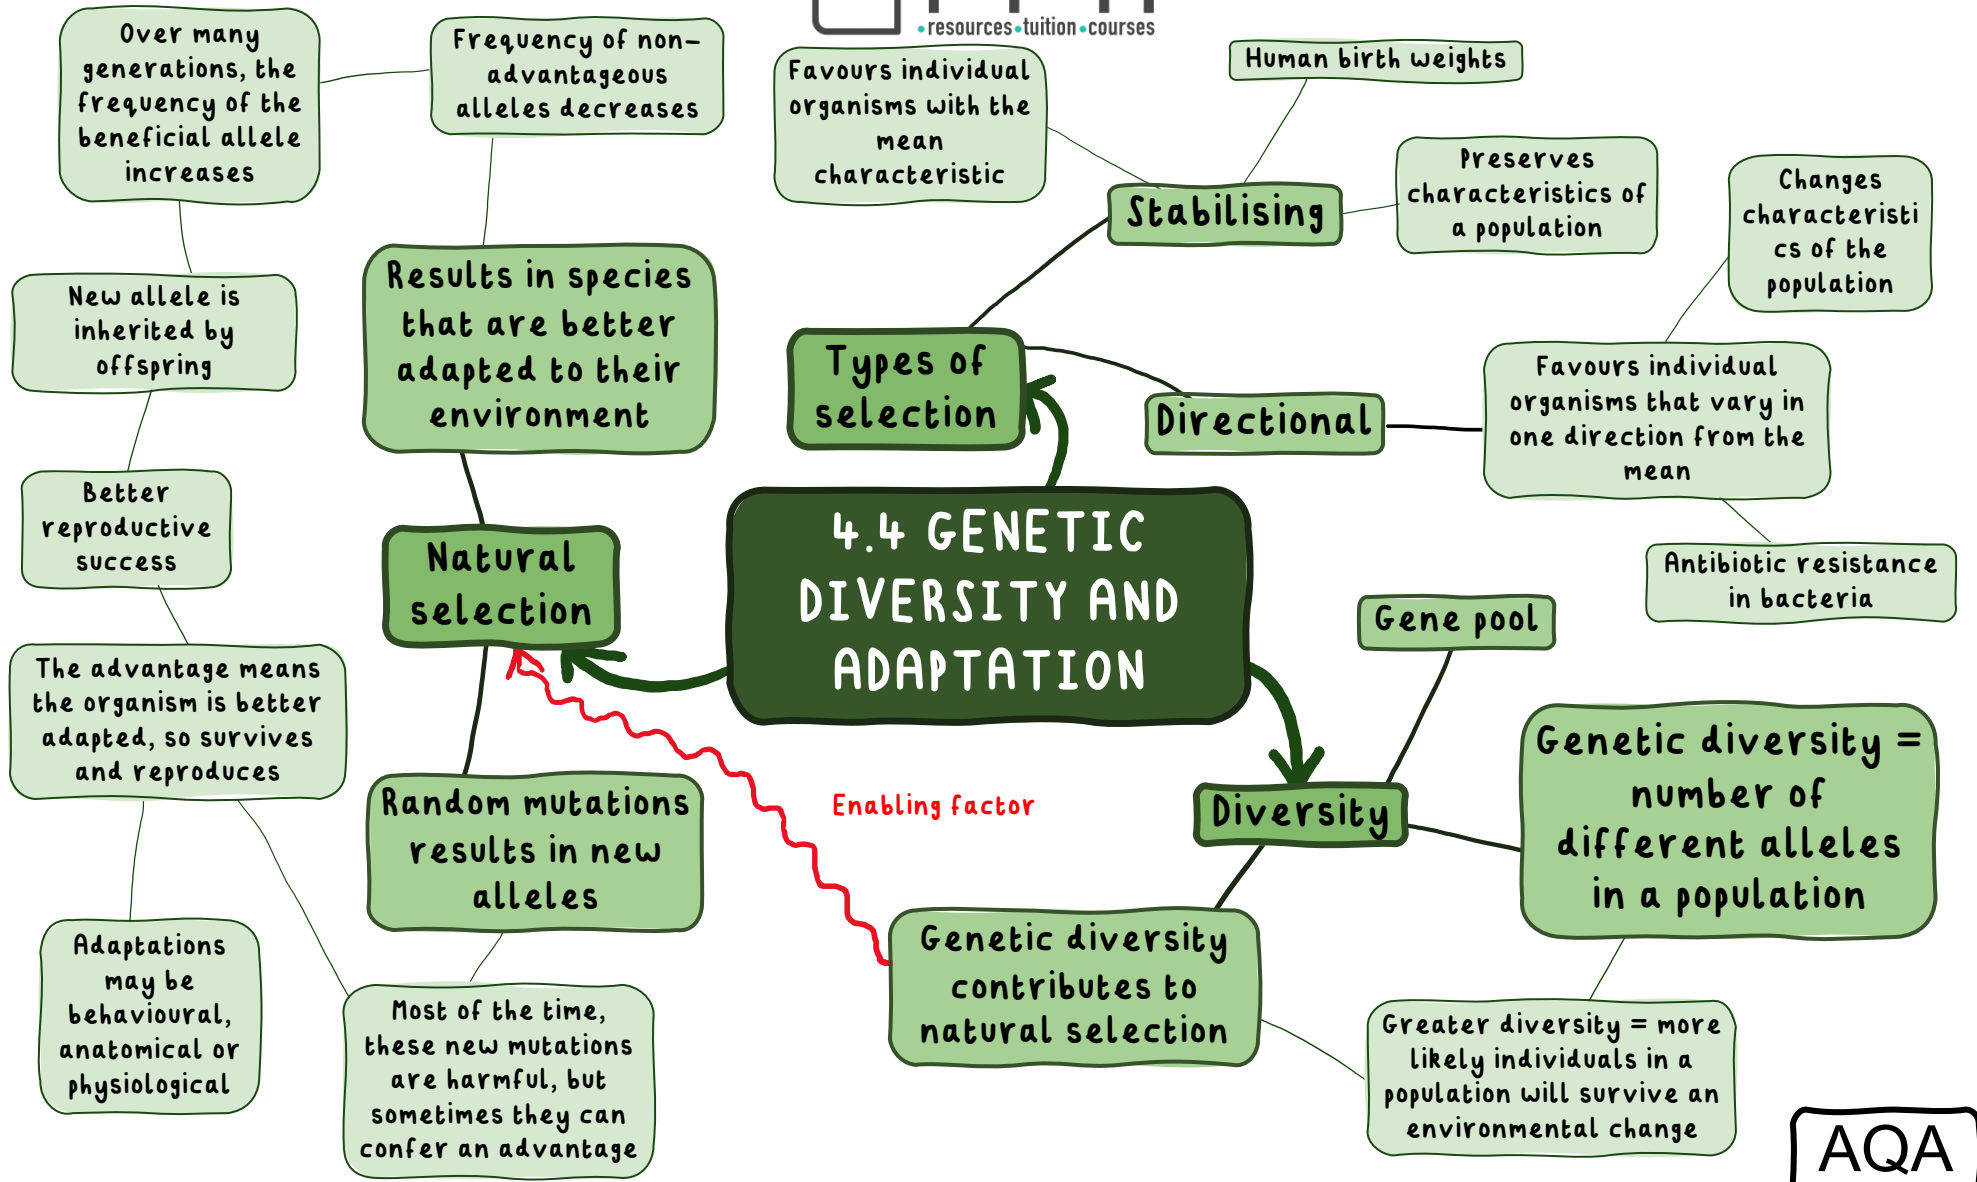 •resources•tuition•courses
Over many
generations, the
frequency of the
beneficial allele
increases
Frequency of non-
advantageous
alleles decreases
Favours individual
organisms with the
mean
characteristic
Human birth weights
Preserves
characteristics of
a population
Changes
characteristi
cs of the
population
Stabilising
New allele is
inherited by
offspring
Results in species
that are better
adapted to their
environment
Types of
selection
Directional
Favours individual
organisms that vary in
one direction from the
mean
Antibiotic resistance
in bacteria
Better
reproductive
success
Natural
selection
4.4 GENETIC
DIVERSITY AND
ADAPTATION
Gene pool
The advantage means
the organism is better
adapted, so survives
and reproduces
Random mutations
results in new
alleles
Enabling factor
Diversity
Genetic diversity =
number of
different alleles
in a population
Adaptations
may be
behavioural,
anatomical or
physiological
Most of the time,
these new mutations
are harmful, but
sometimes they can
confer an advantage
Genetic diversity
contributes to
natural selection
Greater diversity = more
likely individuals in a
population will survive an
environmental change
AQA